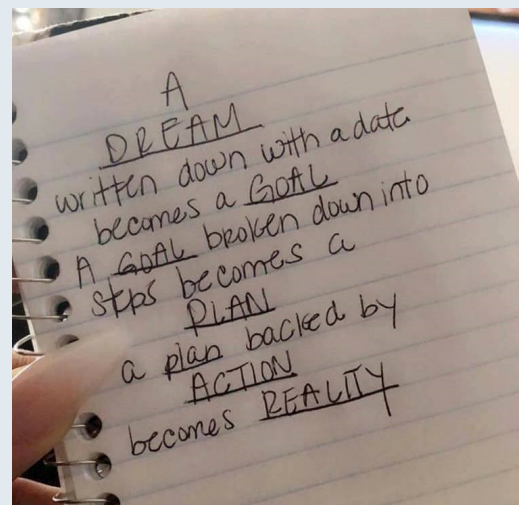 A
DREAM
written down with a date
becomes a GOAL
A GOAL broken down into
steps becomes a
PLAN
a plan backed by
ACTION
becomes REALITY